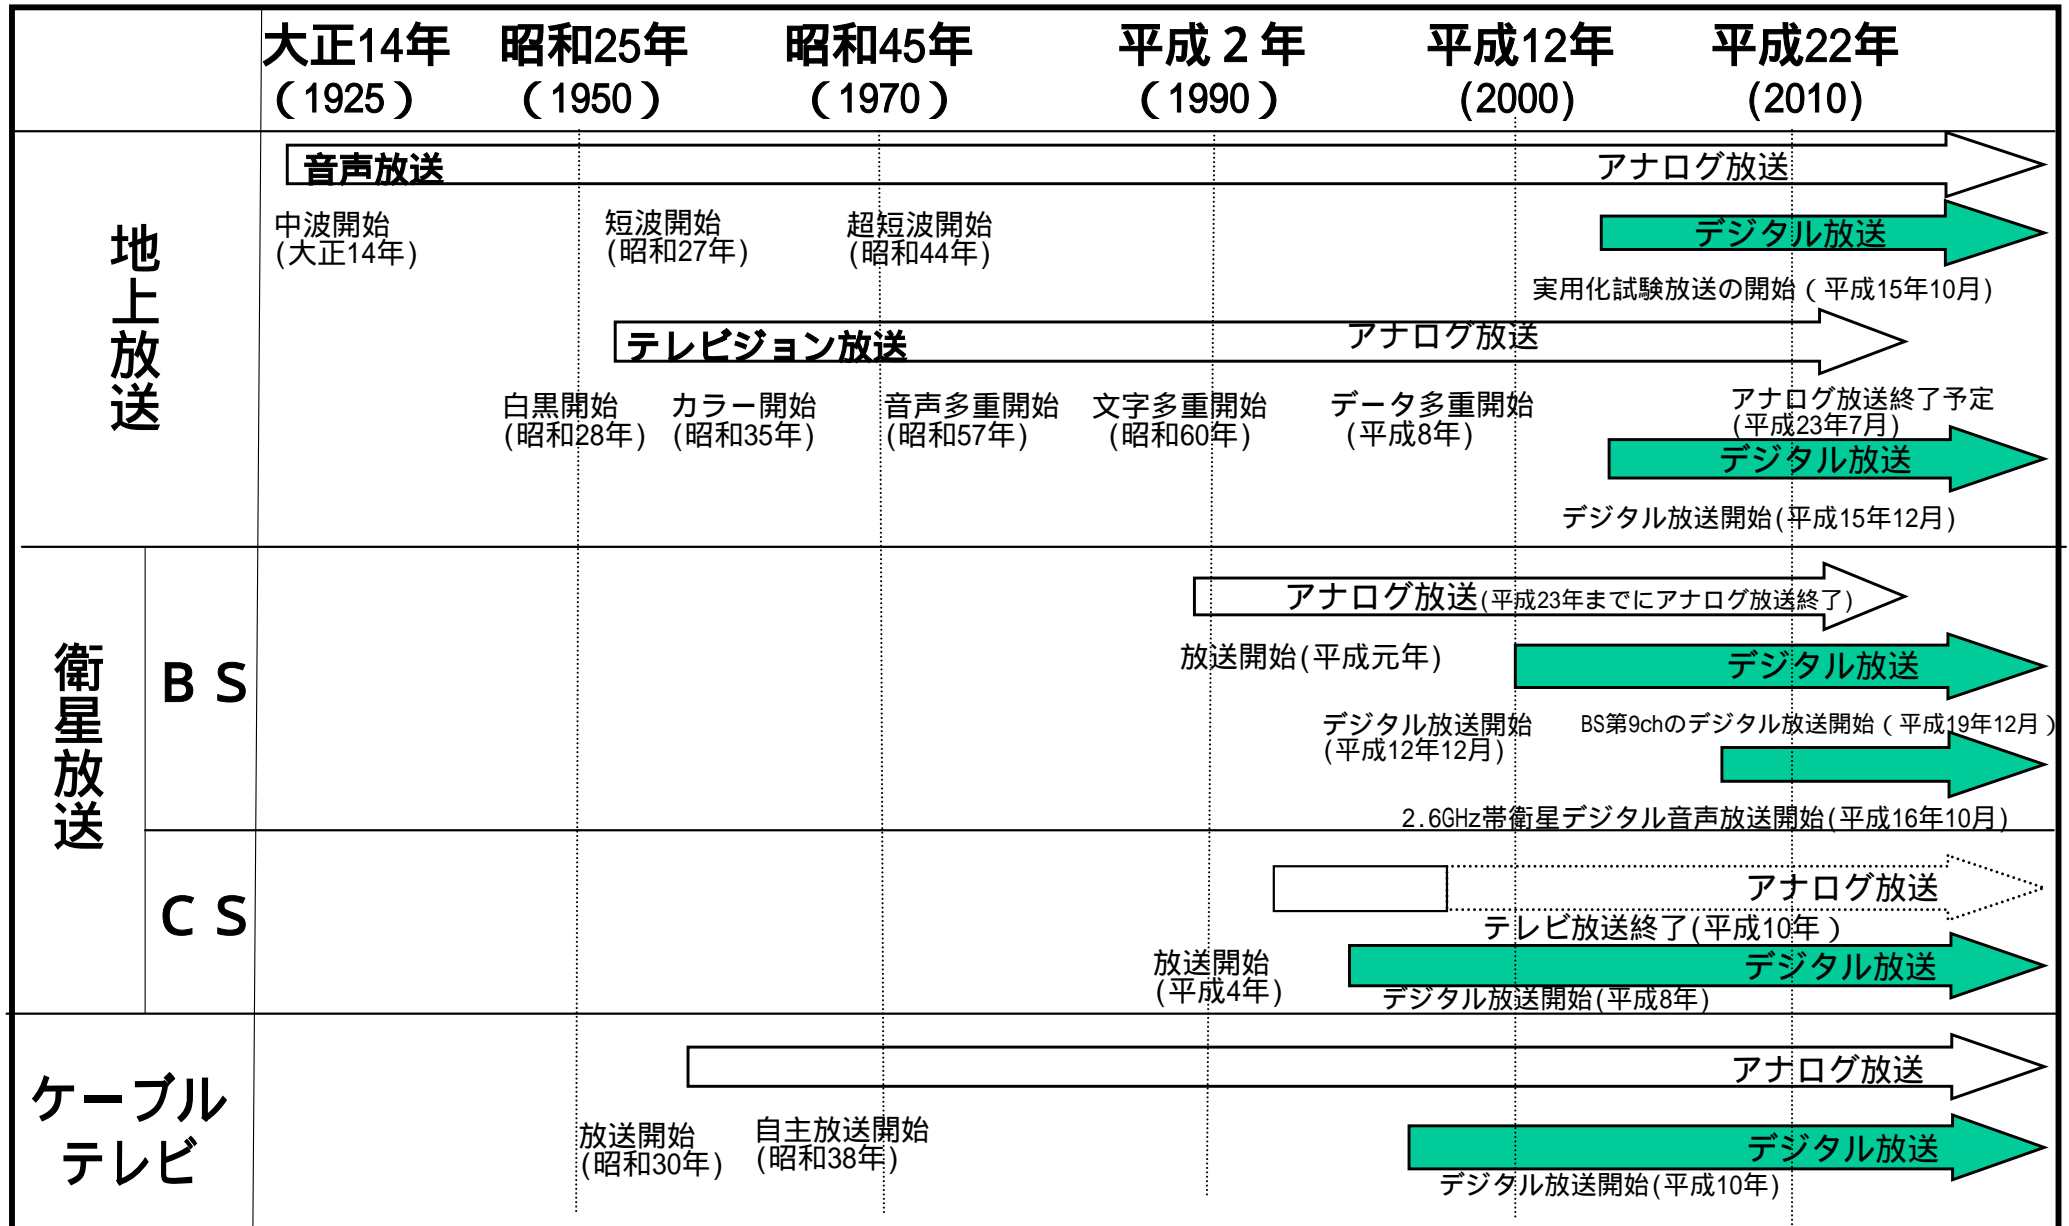 大正14年 昭和25年 昭和45年 平成２年 平成12年 平成22年
（1925） （1950） （1970） （1990） (2000) (2010)
地上放送
音声放送 アナログ放送
中波開始
(大正14年)
短波開始
(昭和27年)
超短波開始
(昭和44年)
デジタル放送
実用化試験放送の開始（平成15年10月)
テレビジョン放送 アナログ放送
白黒開始
(昭和28年)
カラー開始
(昭和35年)
音声多重開始
(昭和57年)
文字多重開始
(昭和60年)
データ多重開始
(平成8年)
アナログ放送終了予定
(平成23年7月)
デジタル放送
デジタル放送開始(平成15年12月)
衛星放送
ＢＳ
アナログ放送(平成23年までにアナログ放送終了)
放送開始(平成元年)
デジタル放送
デジタル放送開始
(平成12年12月)
BS第9chのデジタル放送開始（平成19年12月）
2.6GHz帯衛星デジタル音声放送開始(平成16年10月)
ＣＳ
アナログ放送
テレビ放送終了(平成10年）
放送開始
(平成4年)
デジタル放送
デジタル放送開始(平成8年)
ケーブル
テレビ
アナログ放送
放送開始
(昭和30年)
自主放送開始
(昭和38年)
デジタル放送
デジタル放送開始(平成10年)